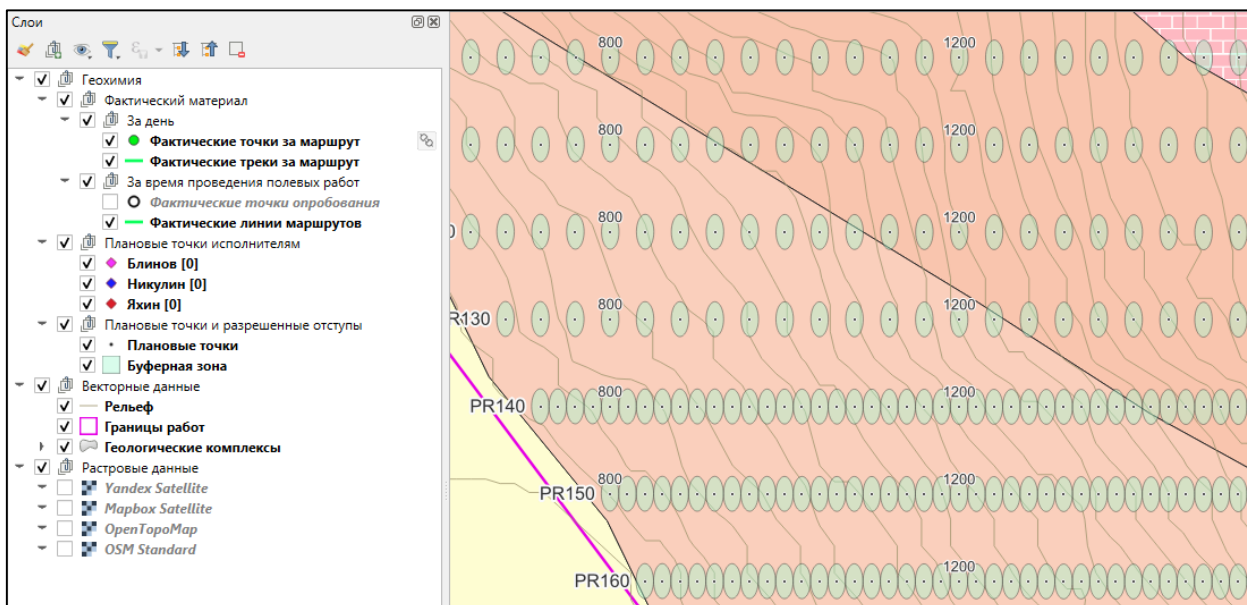 Слои
Геохимия
Фактический материал
За день
Фактические точки за маршрут
Фактические треки за маршрут
За время проведения полевых работ
Фактические точки опробования
Фактические линии маршрутов
Плановые точки исполнителям
Блинов [0]
Никулин [0]
Яхин [0]
Плановые точки и разрешенные отступы
Плановые точки
Буферная зона
Векторные данные
Рельеф
Границы работ
Геологические комплексы
Растровые данные
Yandex Satellite
Mapbox Satellite
OpenTopoMap
OSM Standard
800 1200
800 1200
0 800 1200
R130 800 1200
PR140 800 1200
PR150 800 1200
PR160 1200